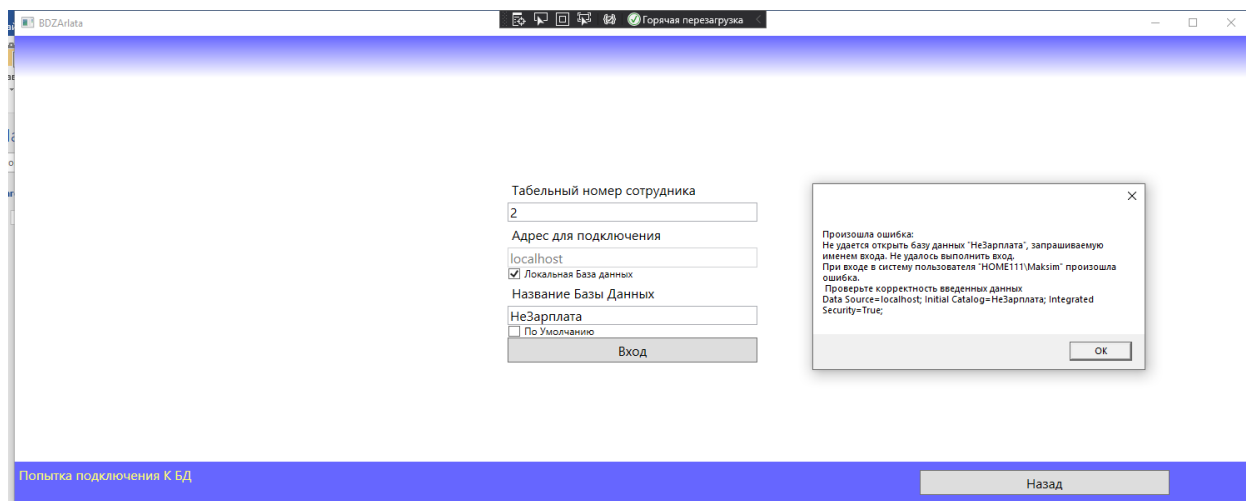 BDZArlata
Горячая перезагрузка
Табельный номер сотрудника
2
Адрес для подключения
localhost
Локальная База данных
Название Базы Данных
НеЗарплата
По Умолчанию
Вход
Произошла ошибка:
Не удается открыть базу данных "НеЗарплата", запрашиваемую
именем входа. Не удалось выполнить вход.
При входе в систему пользователя "HOME111\Maksim" произошла
ошибка.
Проверьте корректность введенных данных
Data Source=localhost; Initial Catalog=НеЗарплата; Integrated
Security=True;
OK
Попытка подключения К БД
Назад